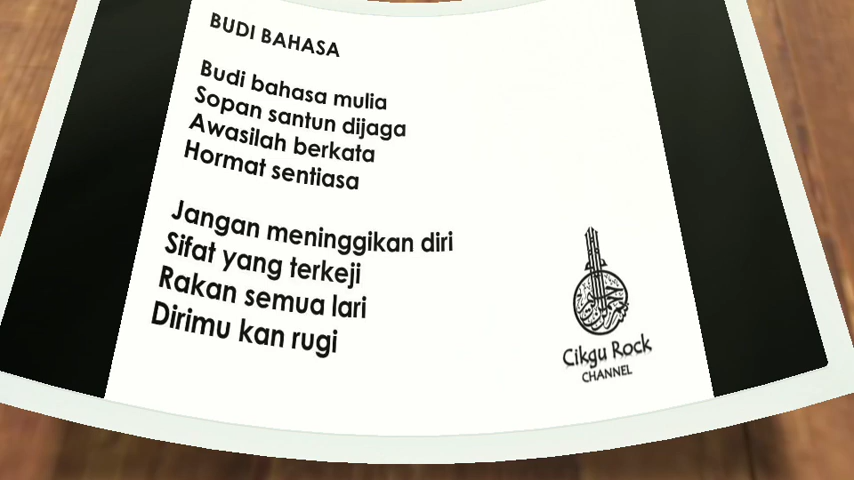 BUDI BAHASA
Budi bahasa mulia
Sopan santun dijaga
Awasilah berkata
Hormat sentiasa
Jangan meninggikan diri
Sifat yang terkeji
Rakan semua lari
Dirimu kan rugi
Cikgu Rock
CHANNEL